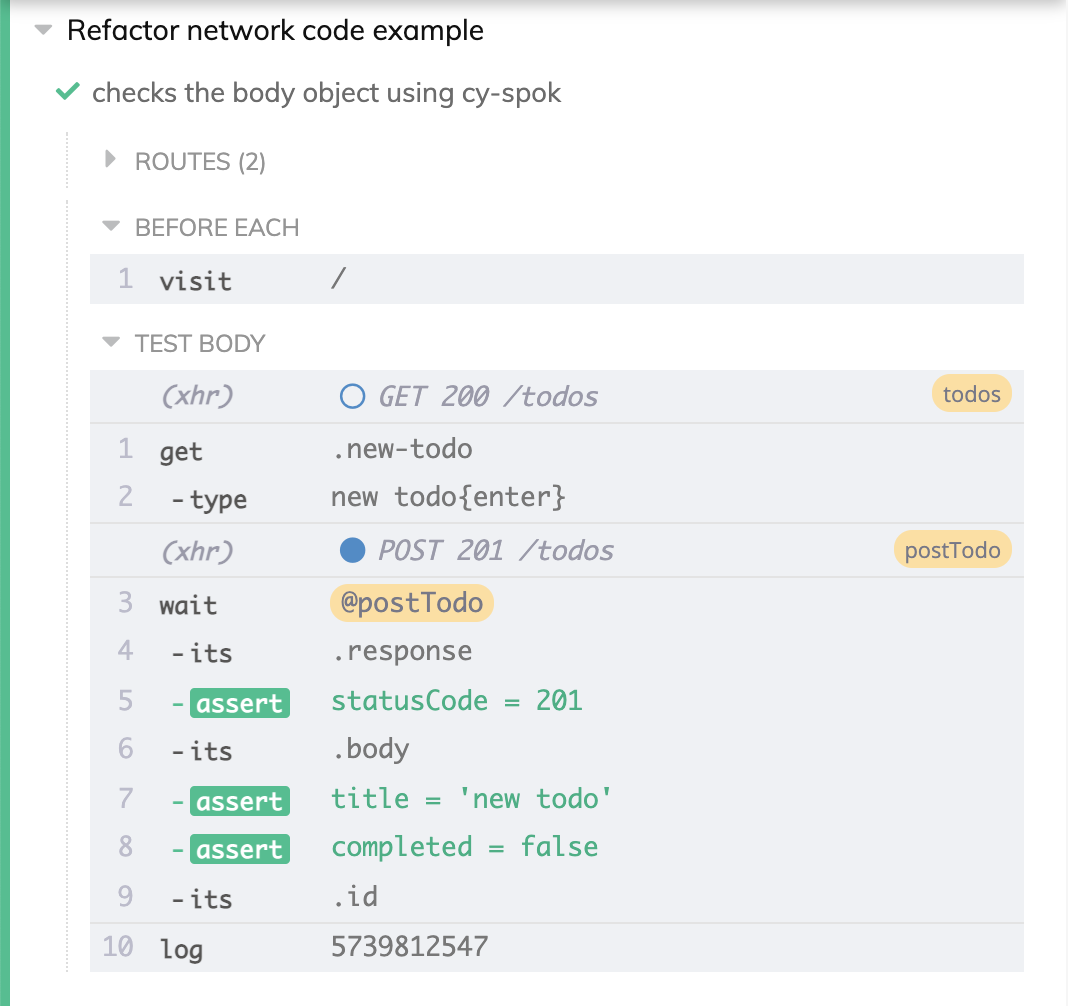 Refactor network code example
checks the body object using cy-spok
ROUTES (2)
BEFORE EACH
1 visit /
TEST BODY
(xhr) GET 200 /todos todos
1 get .new-todo
2 -type new todo{enter}
(xhr) POST 201 /todos postTodo
3 wait @postTodo
4 -its .response
5 -assert statusCode = 201
6 -its .body
7 -assert title = 'new todo'
8 -assert completed = false
9 -its .id
10 log 5739812547